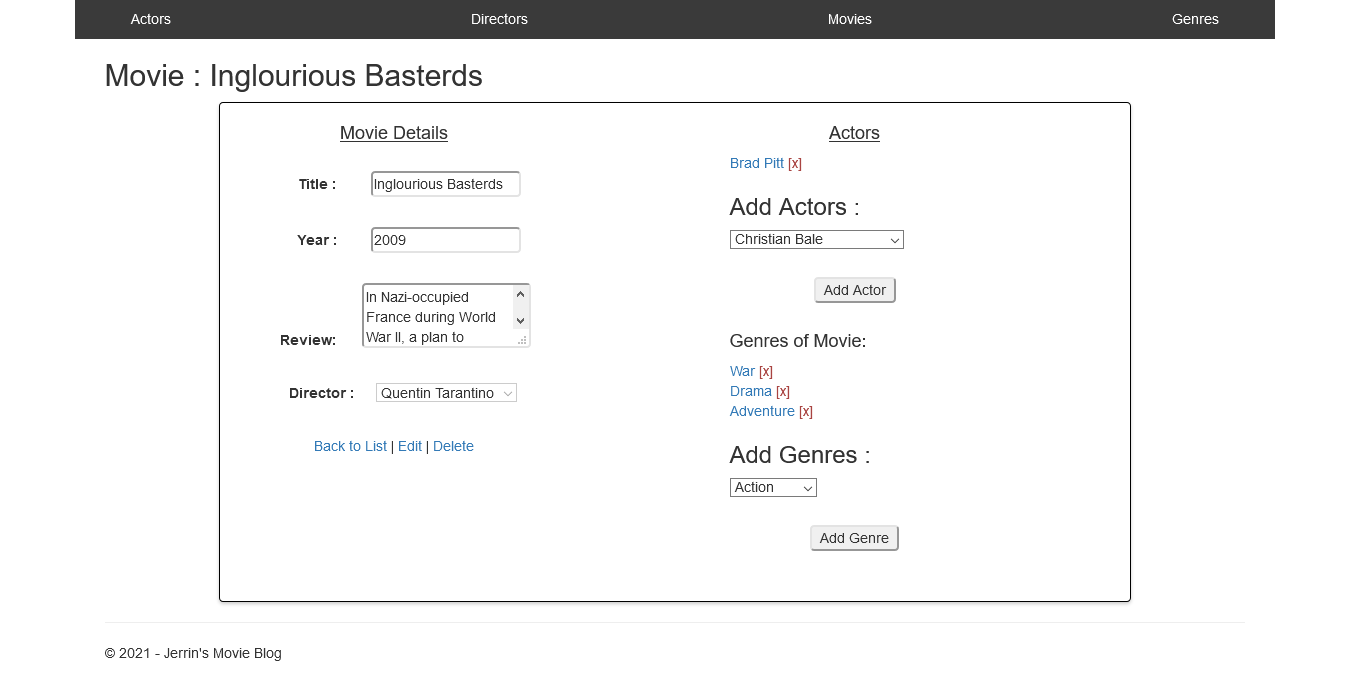 Actors Directors Movies Genres
Movie : Inglourious Basterds
Movie Details
Title : Inglourious Basterds
Year : 2009
Review: In Nazi-occupied
France during World
War II, a plan to
Director : Quentin Tarantino
Back to List | Edit | Delete
Actors
Brad Pitt [x]
Add Actors :
Christian Bale
Add Actor
Genres of Movie:
War [x]
Drama [x]
Adventure [x]
Add Genres :
Action
Add Genre
© 2021 - Jerrin's Movie Blog